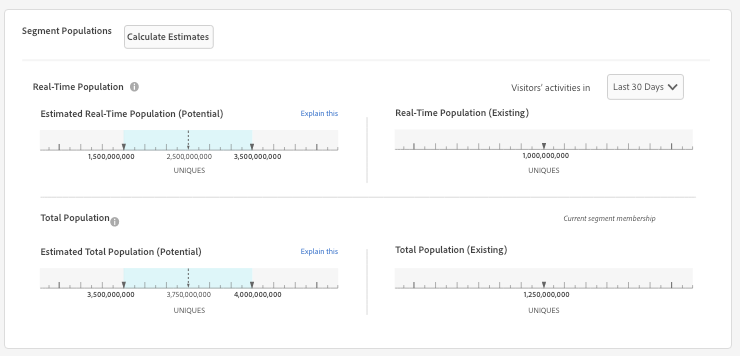 Segment Populations
Calculate Estimates
Real-Time Population
Visitors' activities in
Last 30 Days
Estimated Real-Time Population (Potential)
Explain this
1,500,000,000
2,500,000,000
3,500,000,000
UNIQUES
Real-Time Population (Existing)
1,000,000,000
UNIQUES
Total Population
Current segment membership
Estimated Total Population (Potential)
Explain this
3,500,000,000
3,750,000,000
4,000,000,000
UNIQUES
Total Population (Existing)
1,250,000,000
UNIQUES